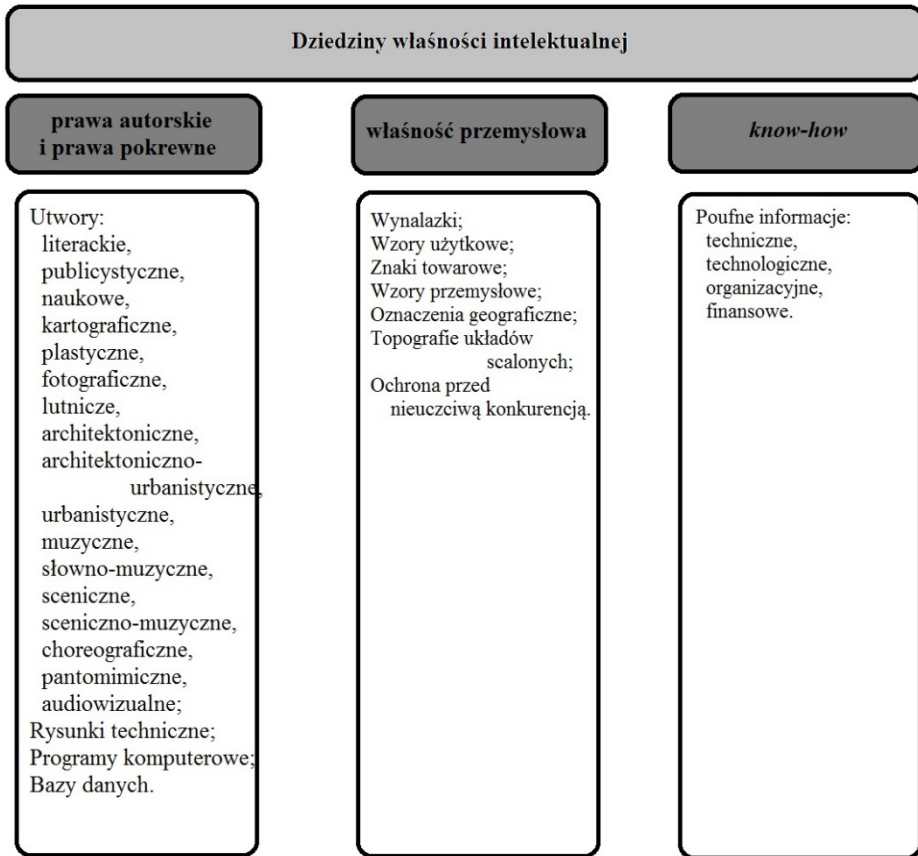 Dziedziny właśności intelektualnej
prawa autorskie
i prawa pokrewne
Utwory:
literackie,
publicystyczne,
naukowe,
kartograficzne,
plastyczne,
fotograficzne,
lutnicze,
architektoniczne,
architektoniczno-
urbanistyczne,
urbanistyczne,
muzyczne,
słowno-muzyczne,
sceniczne,
sceniczno-muzyczne,
choreograficzne,
pantomimiczne,
audiowizualne;
Rysunki techniczne;
Programy komputerowe;
Bazy danych.
właśność przemysłowa
Wynalazki;
Wzory użytkowe;
Znaki towarowe;
Wzory przemysłowe;
Oznaczenia geograficzne;
Topografie układów
scalonych;
Ochrona przed
nieuczciwą konkurencją.
know-how
Poufne informacje:
techniczne,
technologiczne,
organizacyjne,
finansowe.